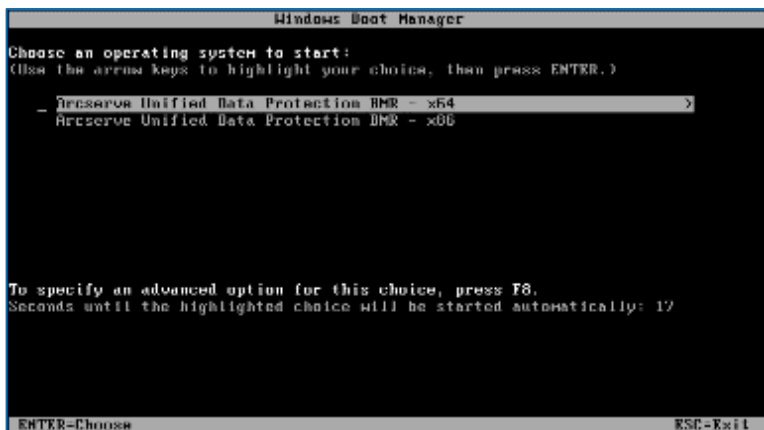 Windows Boot Manager
Choose an operating system to start:
(Use the arrow keys to highlight your choice, then press ENTER.)
_ Arcserve Unified Data Protection BMR - x64 >
Arcserve Unified Data Protection BMR - x86
To specify an advanced option for this choice, press F8.
Seconds until the highlighted choice will be started automatically: 17
ENTER=Choose ESC=Exit